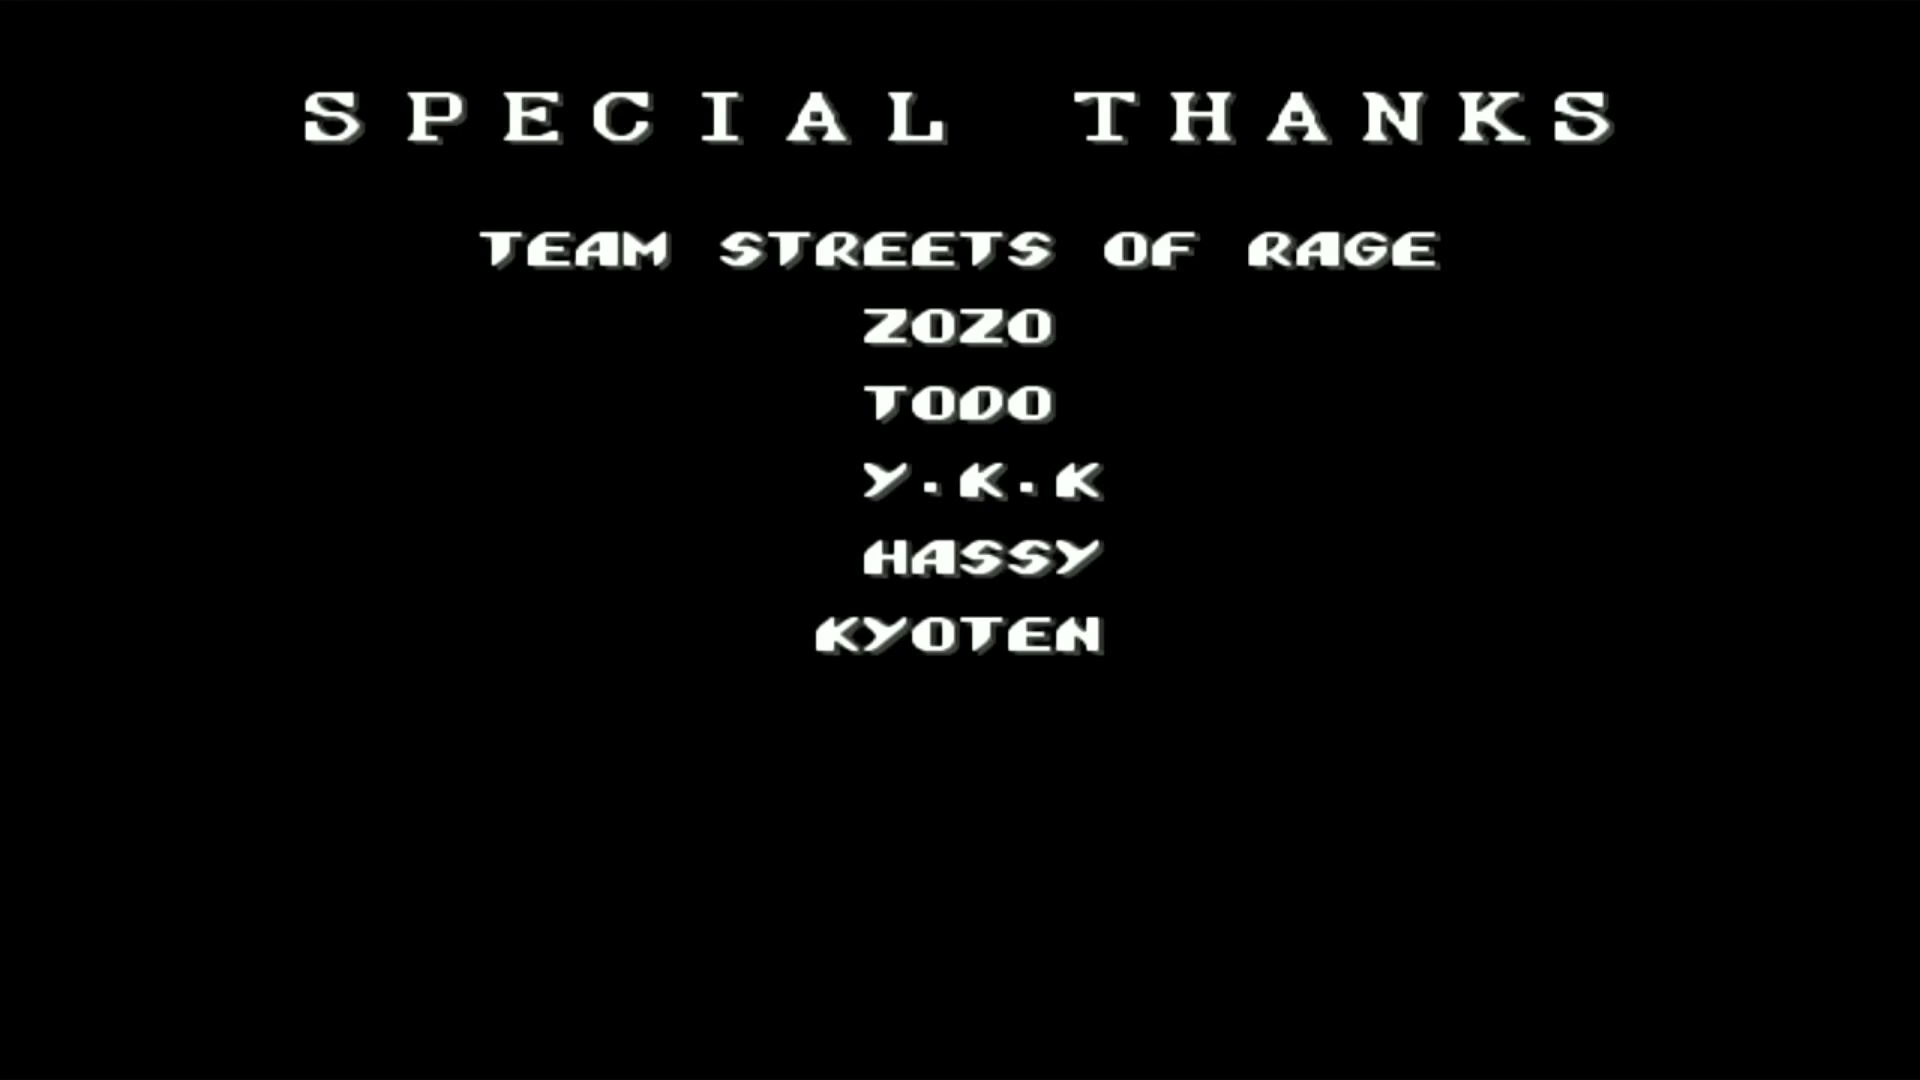 SPECIAL THANKS
TEAM STREETS OF RAGE
ZOZO
TODO
Y.K.K
HASSY
KYOTEN